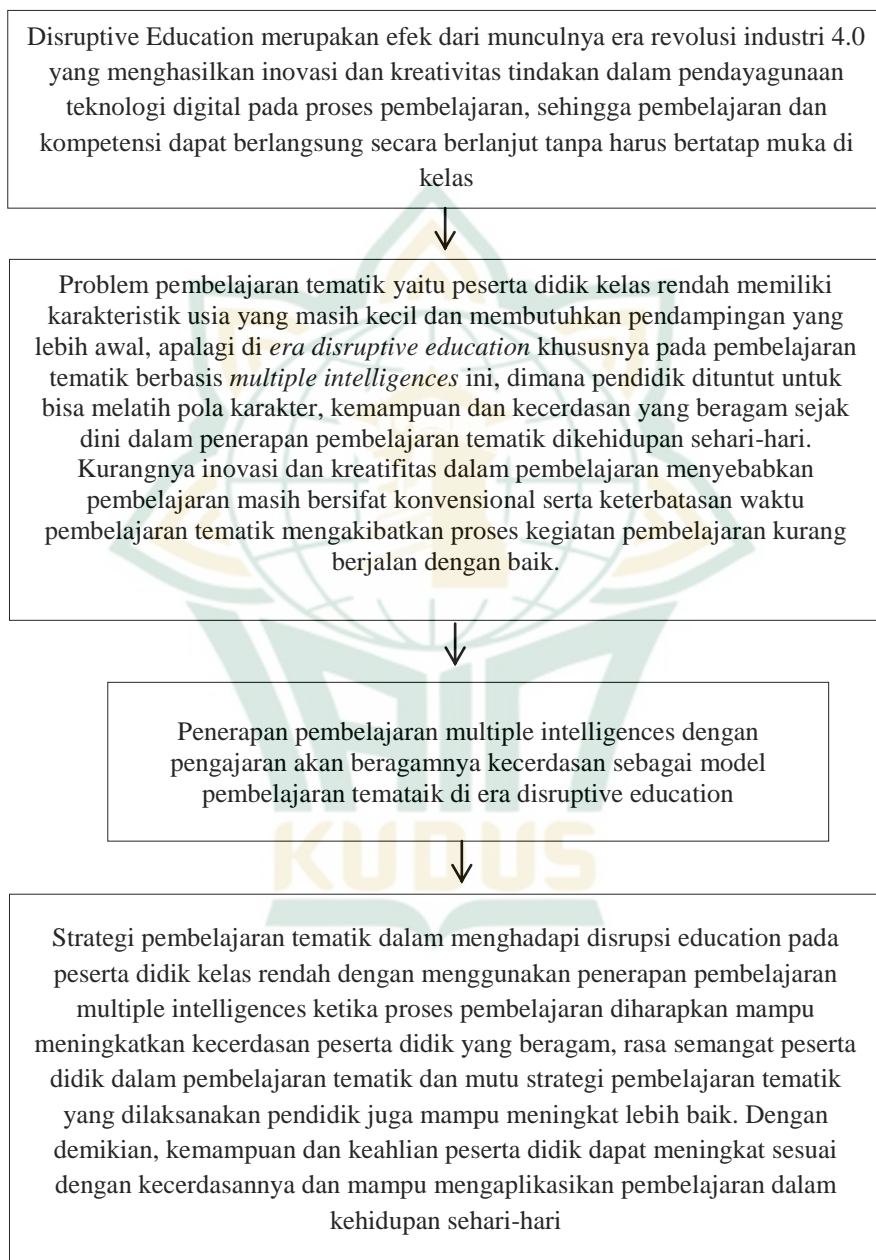 Disruptive Education merupakan efek dari munculnya era revolusi industri 4.0
yang menghasilkan inovasi dan kreativitas tindakan dalam pendayagunaan
teknologi digital pada proses pembelajaran, sehingga pembelajaran dan
kompetensi dapat berlangsung secara berlanjut tanpa harus bertatap muka di
kelas
Problem pembelajaran tematik yaitu peserta didik kelas rendah memiliki
karakteristik usia yang masih kecil dan membutuhkan pendampingan yang
lebih awal, apalagi di era disruptive education khususnya pada pembelajaran
tematik berbasis multiple intelligences ini, dimana pendidik dituntut untuk
bisa melatih pola karakter, kemampuan dan kecerdasan yang beragam sejak
dini dalam penerapan pembelajaran tematik dikehidupan sehari-hari.
Kurangnya inovasi dan kreatifitas dalam pembelajaran menyebabkan
pembelajaran masih bersifat konvensional serta keterbatasan waktu
pembelajaran tematik mengakibatkan proses kegiatan pembelajaran kurang
berjalan dengan baik.
Penerapan pembelajaran multiple intelligences dengan
pengajaran akan beragamnya kecerdasan sebagai model
pembelajaran temataik di era disruptive education
IAIN
KUDUS
Strategi pembelajaran tematik dalam menghadapi disrupsi education pada
peserta didik kelas rendah dengan menggunakan penerapan pembelajaran
multiple intelligences ketika proses pembelajaran diharapkan mampu
meningkatkan kecerdasan peserta didik yang beragam, rasa semangat peserta
didik dalam pembelajaran tematik dan mutu strategi pembelajaran tematik
yang dilaksanakan pendidik juga mampu meningkat lebih baik. Dengan
demikian, kemampuan dan keahlian peserta didik dapat meningkat sesuai
dengan kecerdasannya dan mampu mengaplikasikan pembelajaran dalam
kehidupan sehari-hari